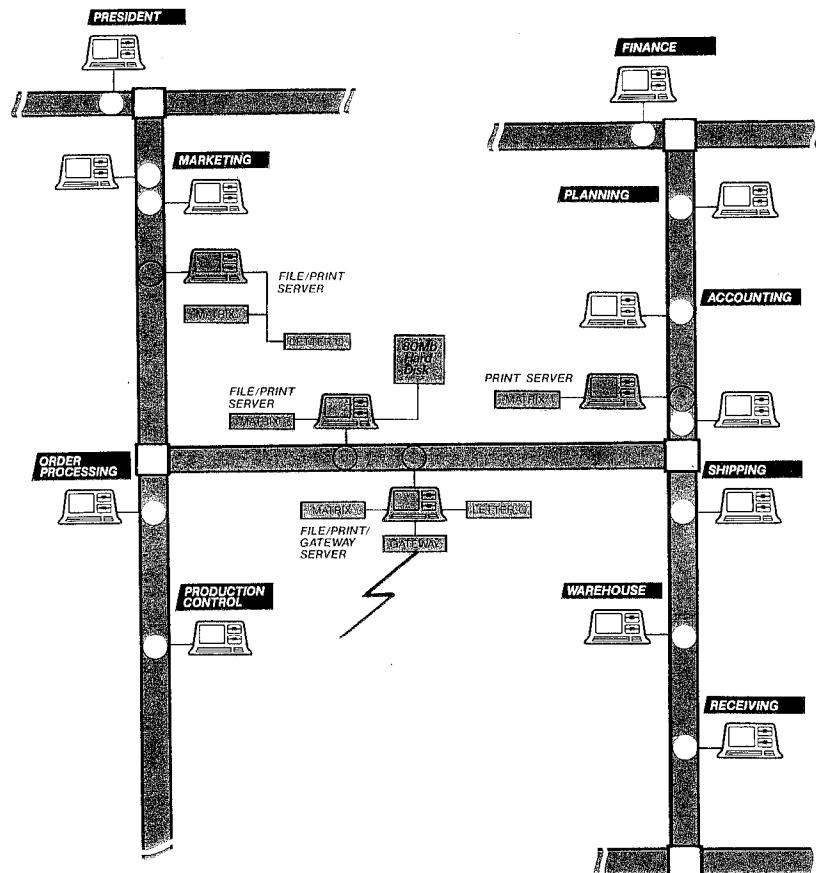 PRESIDENT
FINANCE
MARKETING
PLANNING
FILE/PRINT
SERVER
MATRIX
LETTER Q
ACCOUNTING
80Mb
Hard
Disk
PRINT SERVER
MATRIX
FILE/PRINT
SERVER
MATRIX
ORDER
PROCESSING
SHIPPING
MATRIX
LETTER Q
FILE/PRINT/
GATEWAY
SERVER
GATEWAY
PRODUCTION
CONTROL
WAREHOUSE
RECEIVING